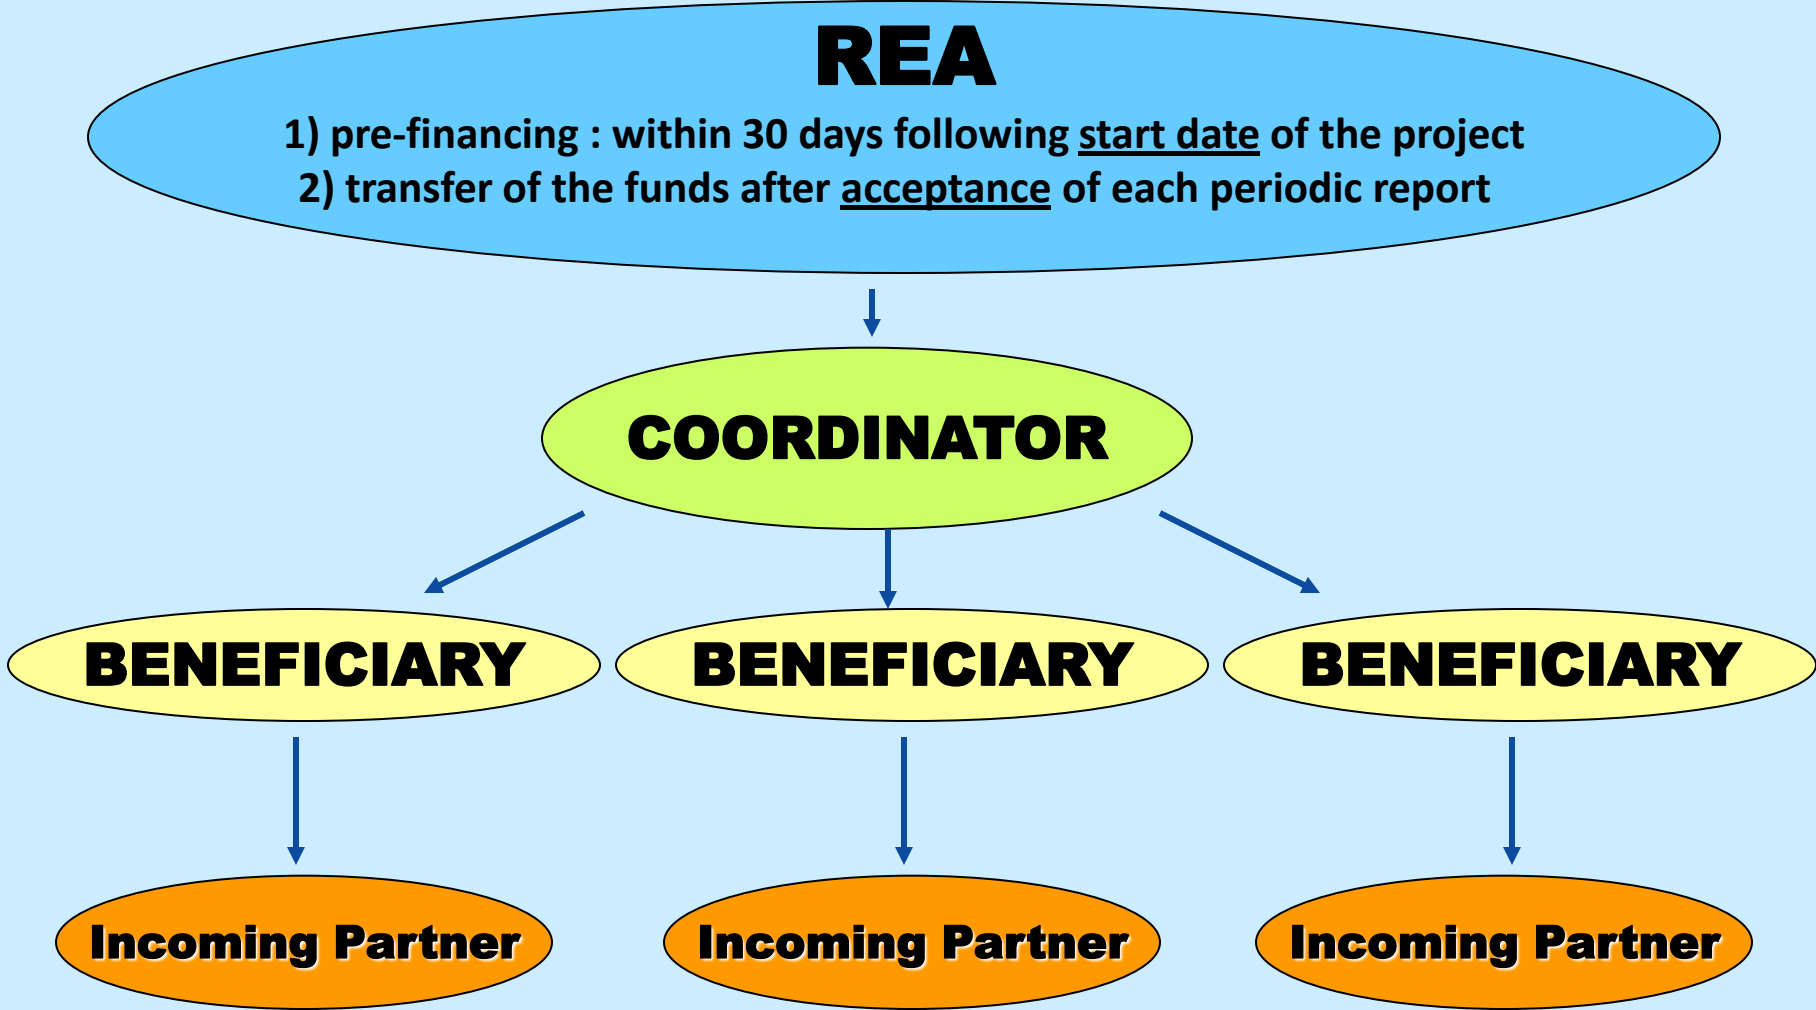 REA
1) pre-financing : within 30 days following start date of the project
2) transfer of the funds after acceptance of each periodic report
COORDINATOR
BENEFICIARY
BENEFICIARY
BENEFICIARY
Incoming Partner
Incoming Partner
Incoming Partner